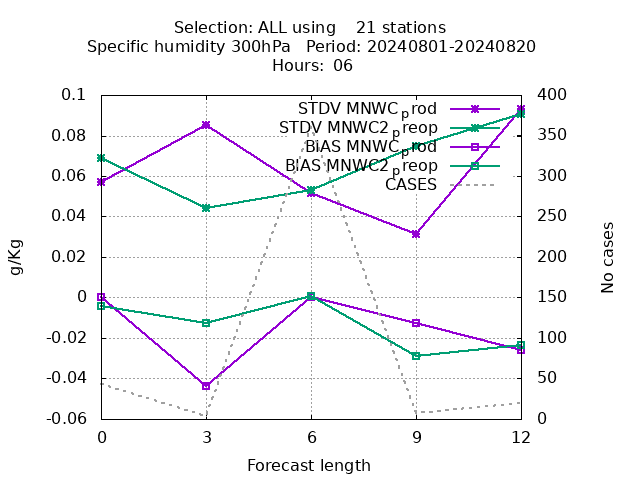 Selection: ALL using 21 stations
Specific humidity 300hPa Period: 20240801-20240820
Hours: 06
0.1
0.08
0.06
0.04
0.02
0
-0.02
-0.04
-0.06
400
350
300
250
200
150
100
50
0
STDV MNWC_prod
STDV MNWC2_preop
BIAS MNWC_prod
BIAS MNWC2_preop
CASES
g/Kg
No cases
0 3 6 9 12
Forecast length